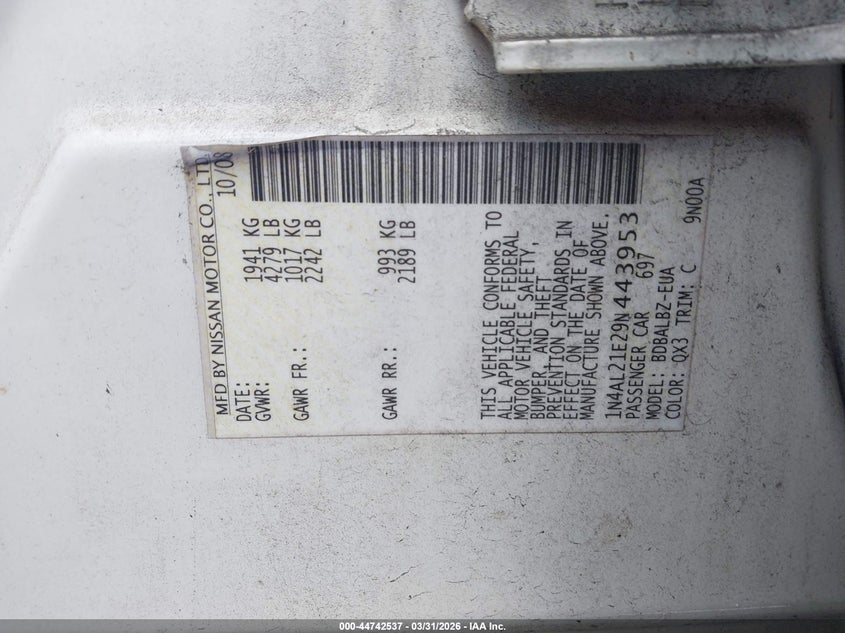 MFD BY NISSAN MOTOR CO., LTD.
DATE: 10/08
GVWR: 1941 KG
4279 LB
GAWR FR.: 1017 KG
2242 LB
GAWR RR.: 993 KG
2189 LB
THIS VEHICLE CONFORMS TO
ALL APPLICABLE FEDERAL
MOTOR VEHICLE SAFETY,
BUMPER, AND THEFT
PREVENTION STANDARDS IN
EFFECT ON THE DATE OF
MANUFACTURE SHOWN ABOVE.
1N4AL21E29N443953
PASSENGER CAR 697
MODEL: BDBALBZ-EUA
COLOR: QX3 TRIM: C 9N00A
000-44742537 - 03/31/2026 - IAA Inc.